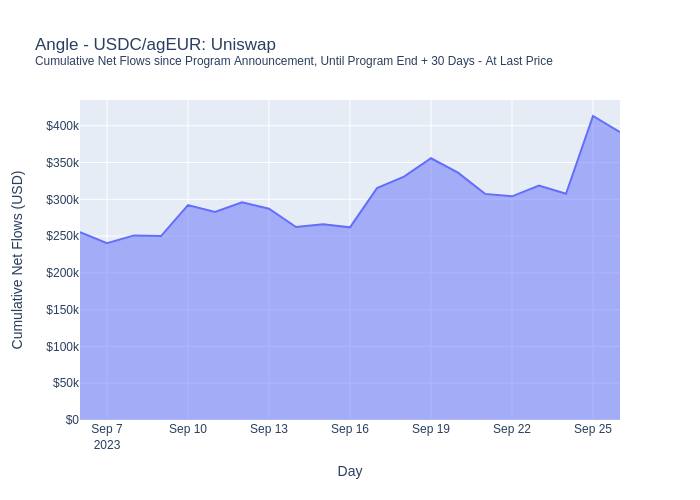 Angle - USDC/agEUR: Uniswap
Cumulative Net Flows since Program Announcement, Until Program End + 30 Days - At Last Price
Cumulative Net Flows (USD)
$400k
$350k
$300k
$250k
$200k
$150k
$100k
$50k
$0
Sep 7 Sep 10 Sep 13 Sep 16 Sep 19 Sep 22 Sep 25
2023
Day